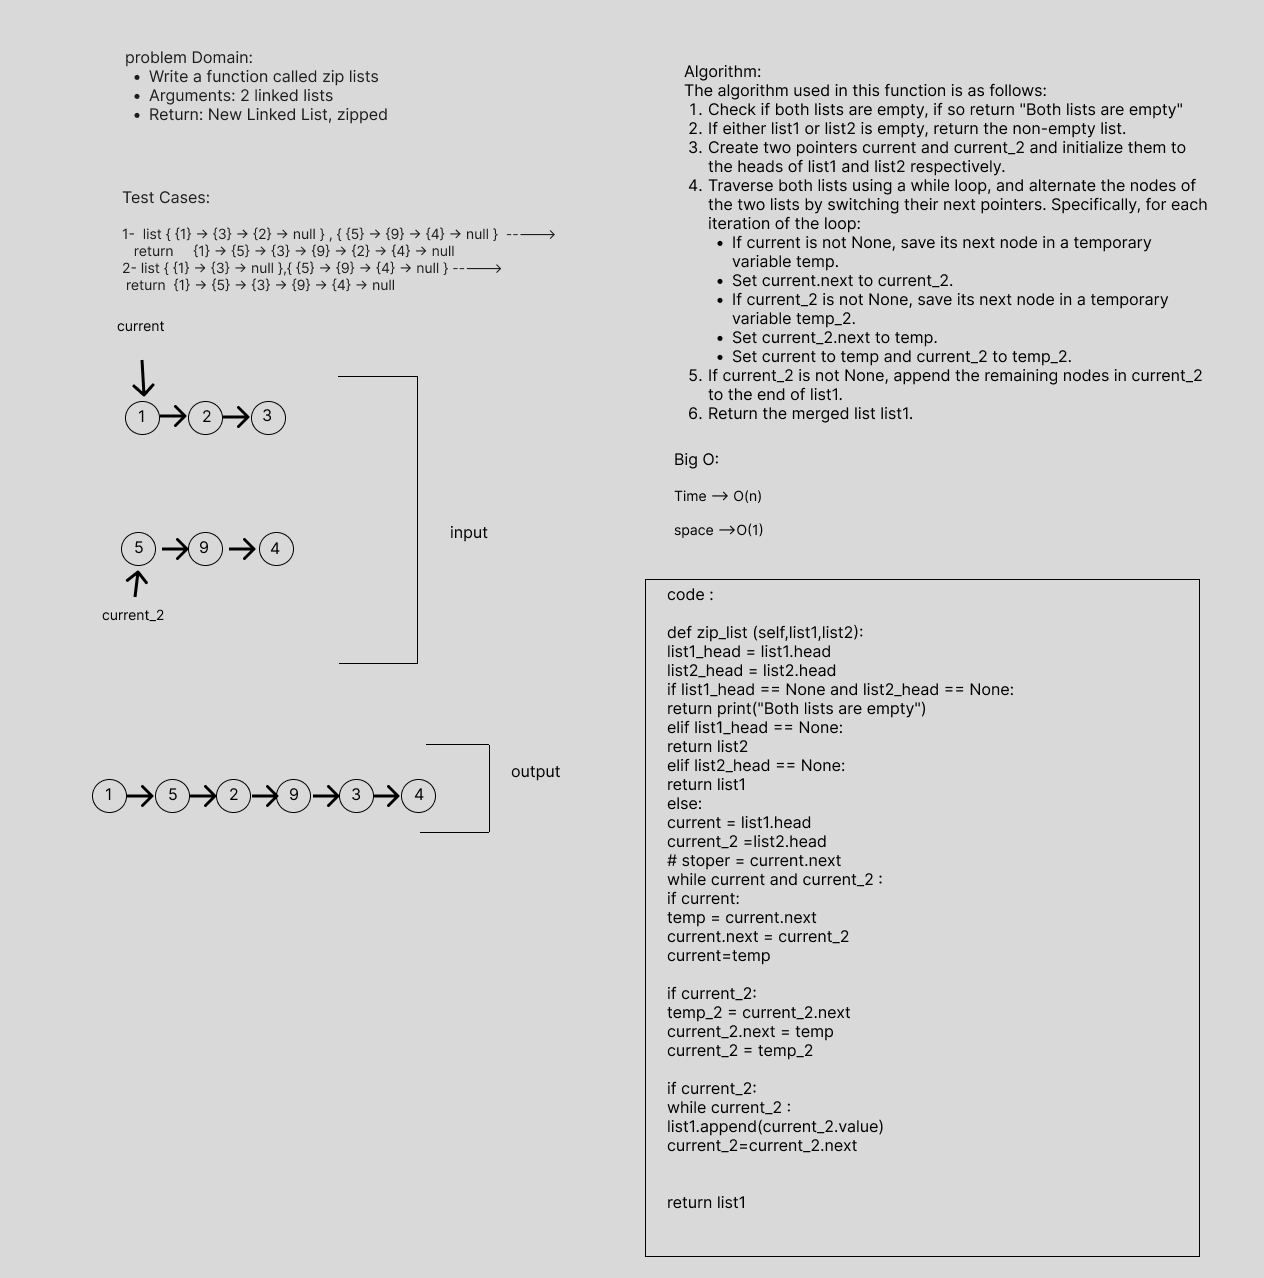 problem Domain:
• Write a function called zip lists
• Arguments: 2 linked lists
• Return: New Linked List, zipped
Test Cases:
1-  list { {1} -> {3} -> {2} -> null } , { {5} -> {9} -> {4} -> null }  ----->
return     {1} -> {5} -> {3} -> {9} -> {2} -> {4} -> null
2- list { {1} -> {3} -> null },{ {5} -> {9} -> {4} -> null } ----->
return  {1} -> {5} -> {3} -> {9} -> {4} -> null
current
1 2 3
input
5 9 4
current_2
output
1 5 2 9 3 4
Algorithm:
The algorithm used in this function is as follows:
1. Check if both lists are empty, if so return "Both lists are empty"
2. If either list1 or list2 is empty, return the non-empty list.
3. Create two pointers current and current_2 and initialize them to
the heads of list1 and list2 respectively.
4. Traverse both lists using a while loop, and alternate the nodes of
the two lists by switching their next pointers. Specifically, for each
iteration of the loop:
• If current is not None, save its next node in a temporary
variable temp.
• Set current.next to current_2.
• If current_2 is not None, save its next node in a temporary
variable temp_2.
• Set current_2.next to temp.
• Set current to temp and current_2 to temp_2.
5. If current_2 is not None, append the remaining nodes in current_2
to the end of list1.
6. Return the merged list list1.
Big O:
Time --> O(n)
space -->O(1)
code :
def zip_list (self,list1,list2):
list1_head = list1.head
list2_head = list2.head
if list1_head == None and list2_head == None:
return print("Both lists are empty")
elif list1_head == None:
return list2
elif list2_head == None:
return list1
else:
current = list1.head
current_2 =list2.head
# stoper = current.next
while current and current_2 :
if current:
temp = current.next
current.next = current_2
current=temp
if current_2:
temp_2 = current_2.next
current_2.next = temp
current_2 = temp_2
if current_2:
while current_2 :
list1.append(current_2.value)
current_2=current_2.next
return list1